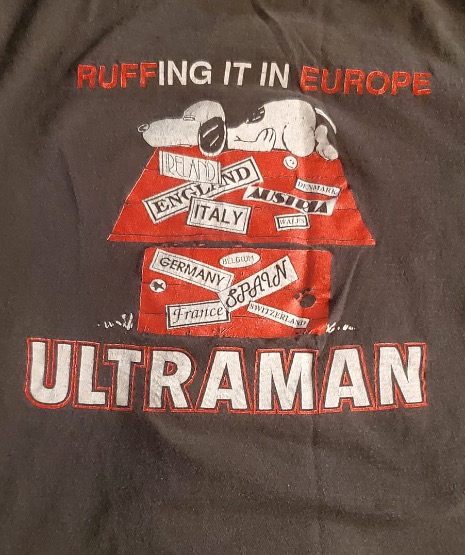 RUFFING IT IN EUROPE
IRELAND
ENGLAND
DENMARK
AUSTRIA
ITALY
WALES
BELGIUM
GERMANY
SPAIN
France
SWITZERLAND
ULTRAMAN